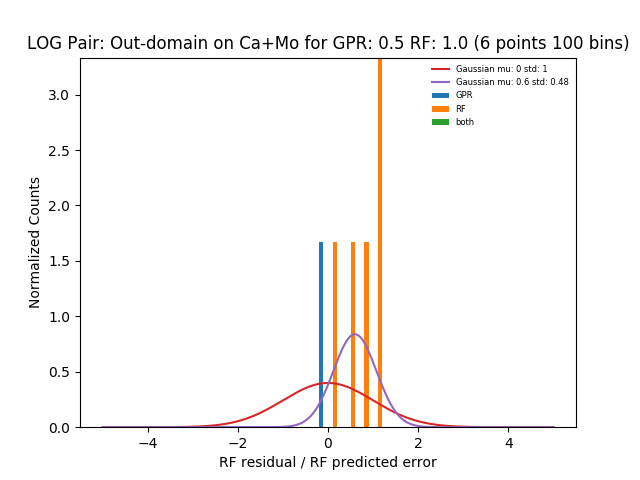 LOG Pair: Out-domain on Ca+Mo for GPR: 0.5 RF: 1.0 (6 points 100 bins)
Gaussian mu: 0 std: 1
Gaussian mu: 0.6 std: 0.48
GPR
RF
both
Normalized Counts
3.0
2.5
2.0
1.5
1.0
0.5
0.0
−4 −2 0 2 4
RF residual / RF predicted error